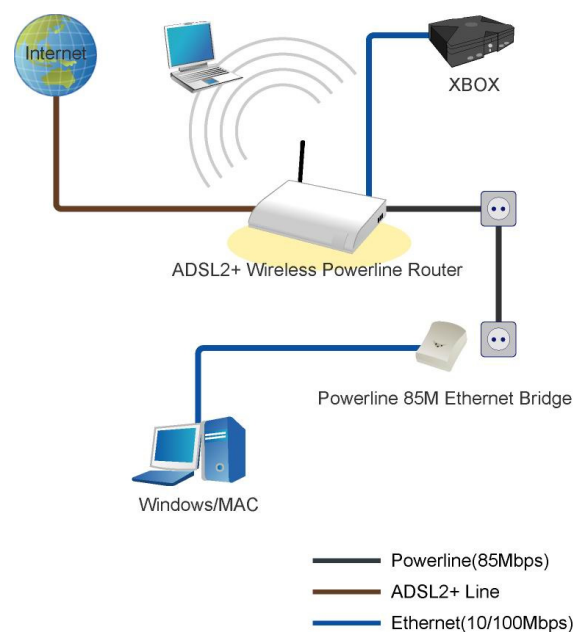 Internet
XBOX
ADSL2+ Wireless Powerline Router
Powerline 85M Ethernet Bridge
Windows/MAC
Powerline(85Mbps)
ADSL2+ Line
Ethernet(10/100Mbps)